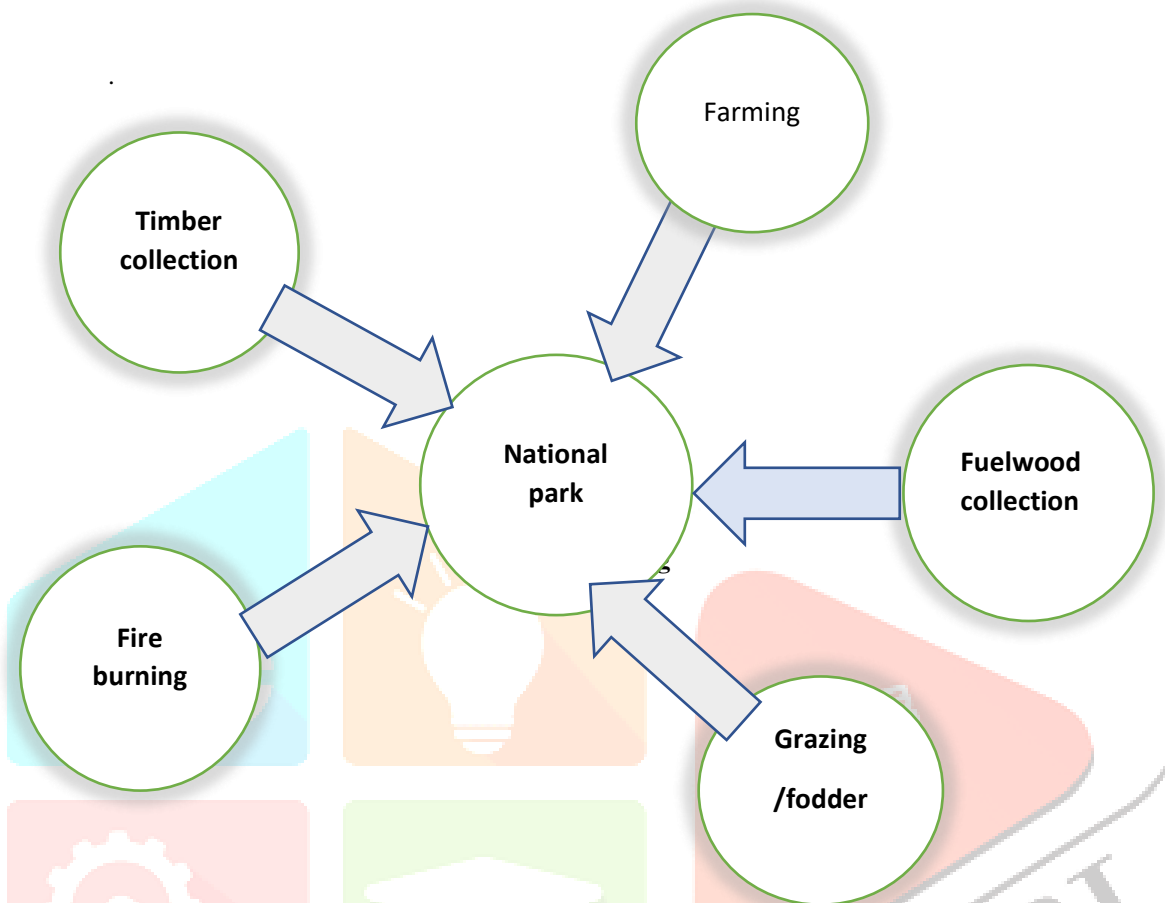 .
Farming
Timber
collection
National
park
Fuelwood
collection
Fire
burning
Grazing
/fodder